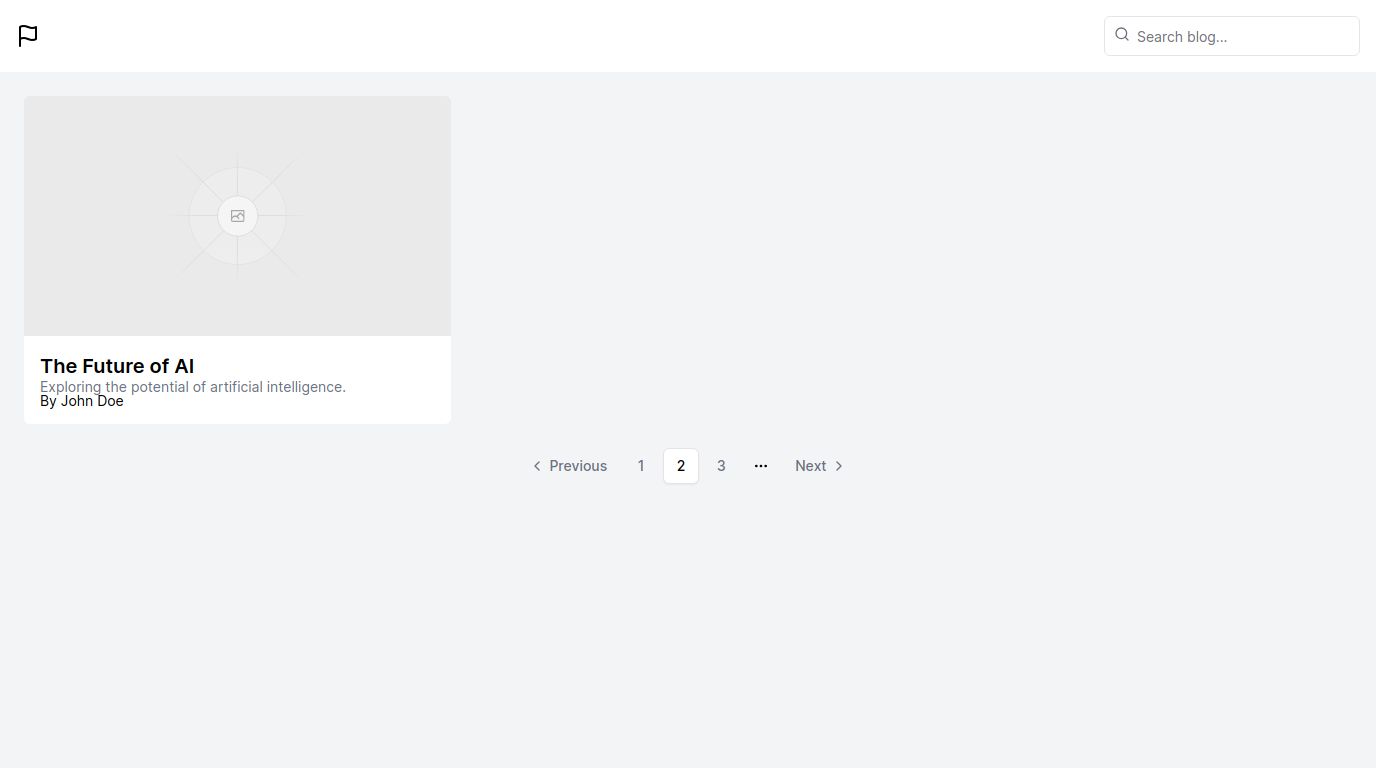 Search blog...
The Future of AI
Exploring the potential of artificial intelligence.
By John Doe
Previous 1 2 3 ... Next